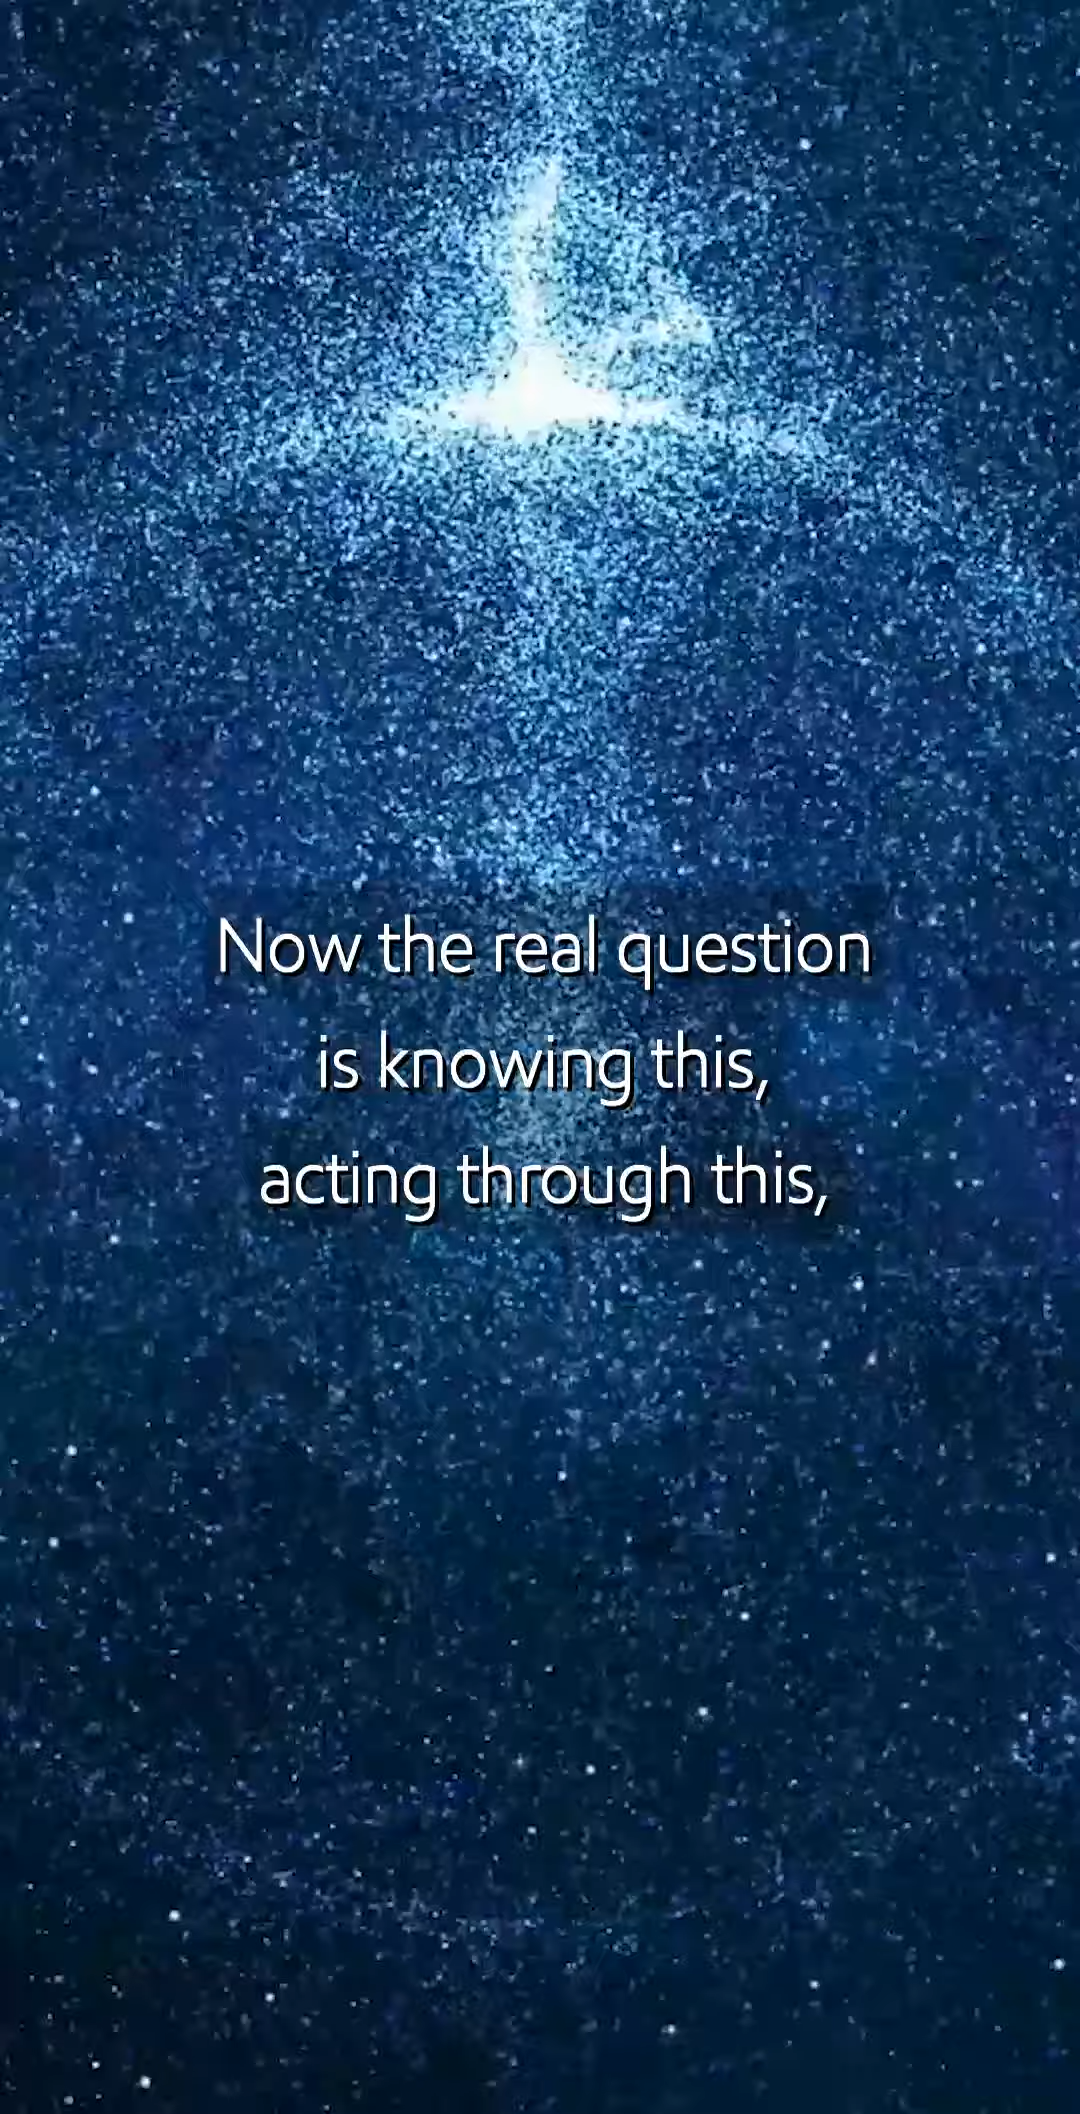 Now the real question
is knowing this,
acting through this,